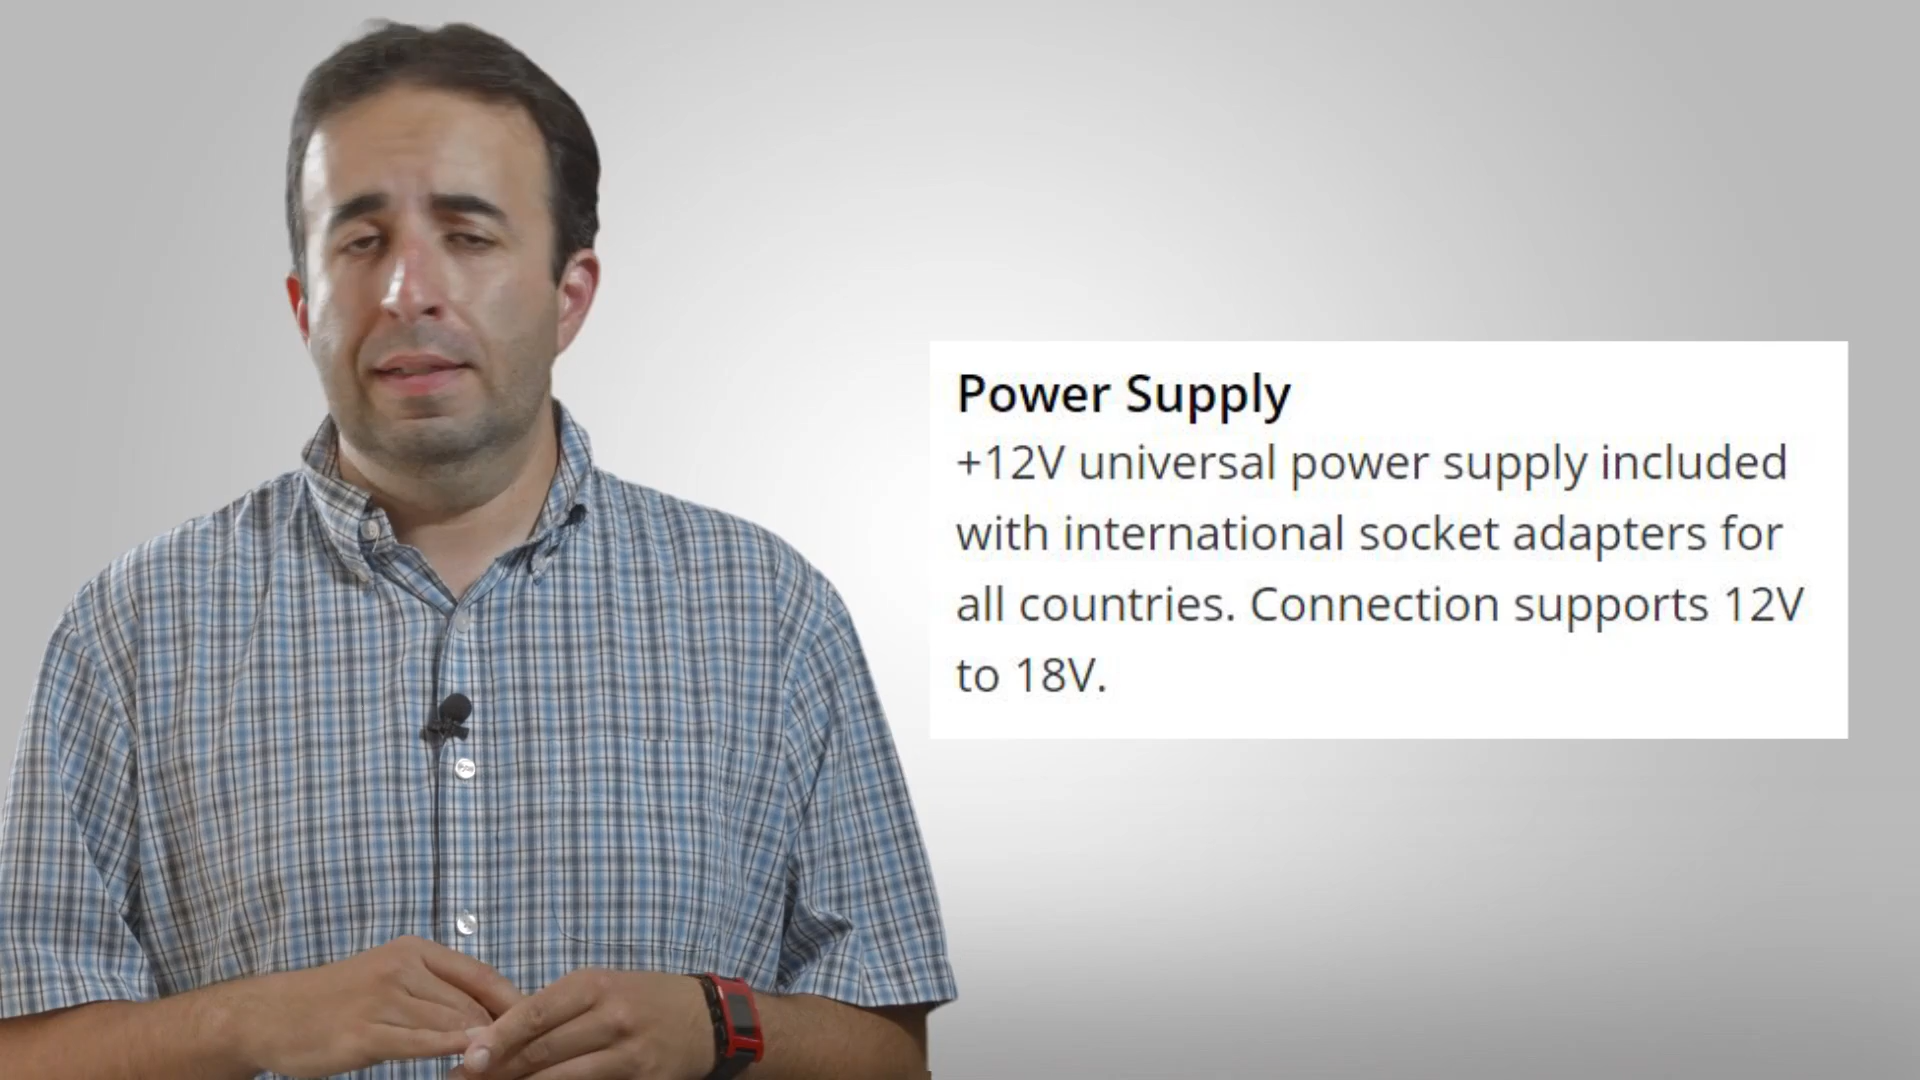 Power Supply
+12V universal power supply included
with international socket adapters for
all countries. Connection supports 12V
to 18V.